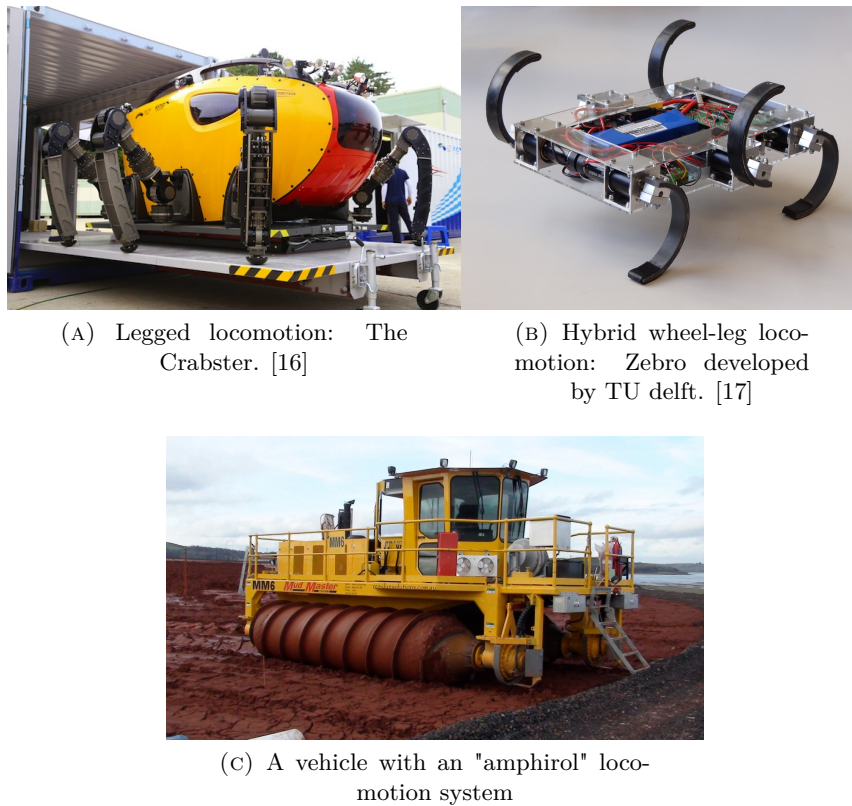 (A) Legged locomotion: The
Crabster. [16]
(B) Hybrid wheel-leg loco-
motion: Zebro developed
by TU delft. [17]
MM6
MM6 Mud Master
(C) A vehicle with an "amphirol" loco-
motion system